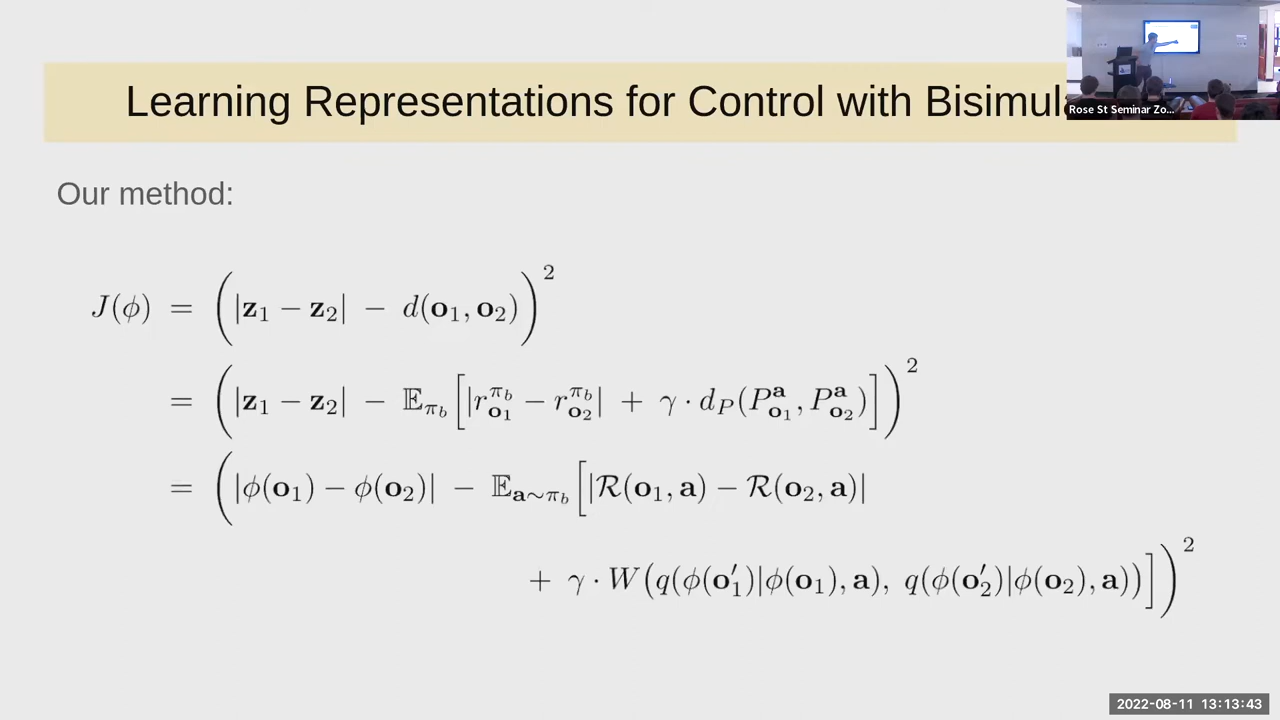 Learning Representations for Control with Bisimul
Rose St Seminar Zo...
Our method:
J(ϕ) = (|z₁ − z₂| − d(o₁, o₂))²
= (|z₁ − z₂| − 𝔼_{π_b}[|r^{π_b}_{o₁} − r^{π_b}_{o₂}| + γ · d_P(P^a_{o₁}, P^a_{o₂})])²
= (|ϕ(o₁) − ϕ(o₂)| − 𝔼_{a∼π_b}[|ℛ(o₁, a) − ℛ(o₂, a)|
+ γ · W(q(ϕ(o′₁)|ϕ(o₁), a), q(ϕ(o′₂)|ϕ(o₂), a))])²
2022-08-11 13:13:43